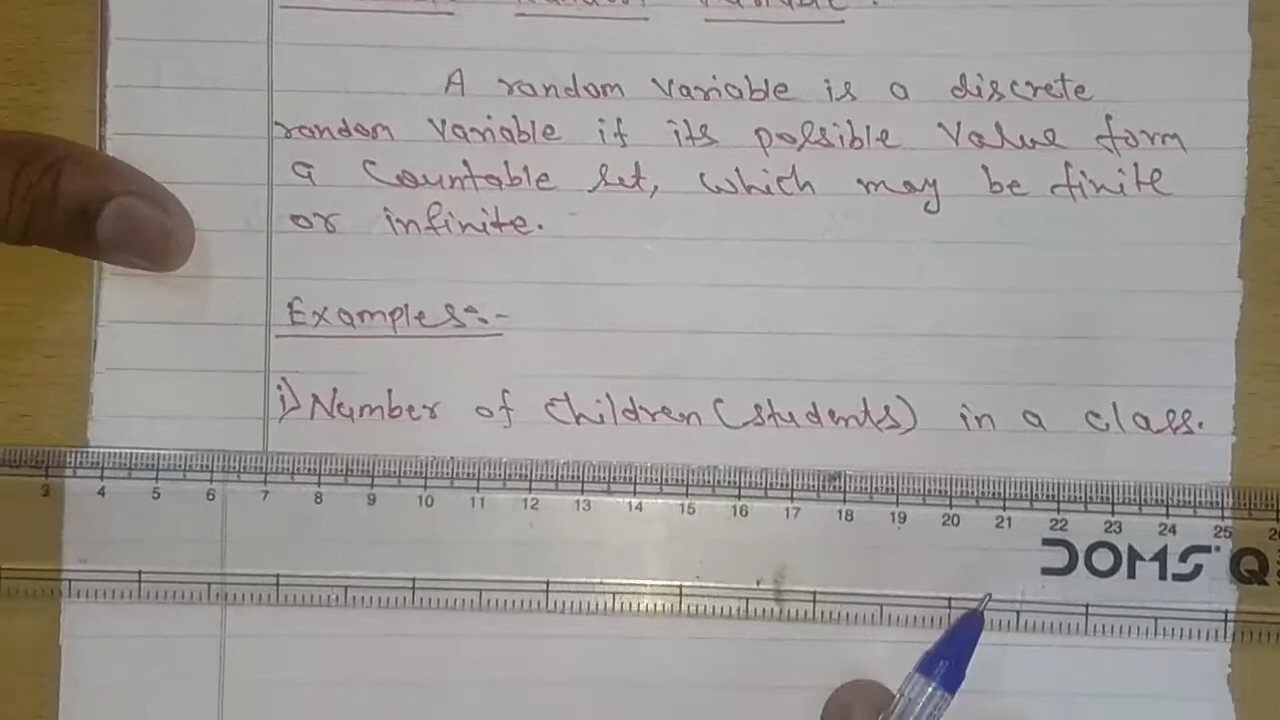 Random Variable:
A random variable is a discrete
random variable if its possible value form
a countable set, which may be finite
or infinite.
Examples:-
i) Number of children (students) in a class.
3 4 5 6 7 8 9 10 11 12 13 14 15 16 17 18 19 20 21 22 23 24 25
DOMS Q